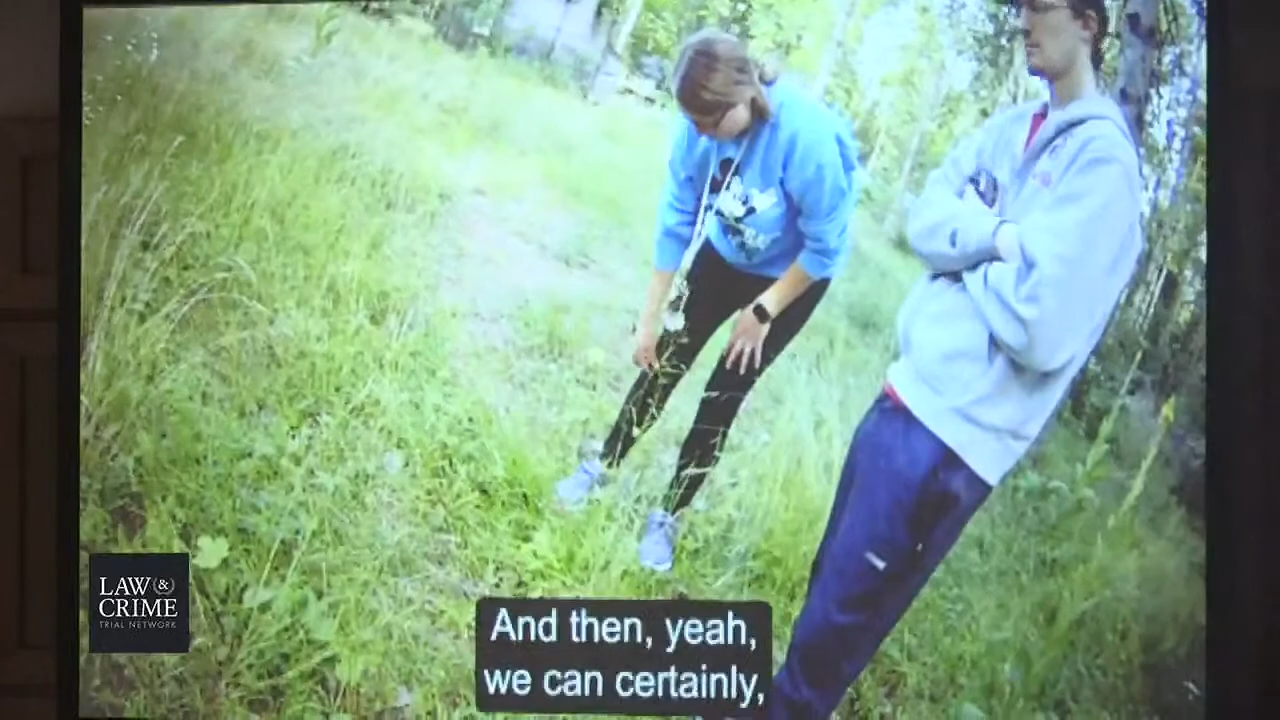 LAW &
CRIME
TRIAL NETWORK
And then, yeah,
we can certainly,